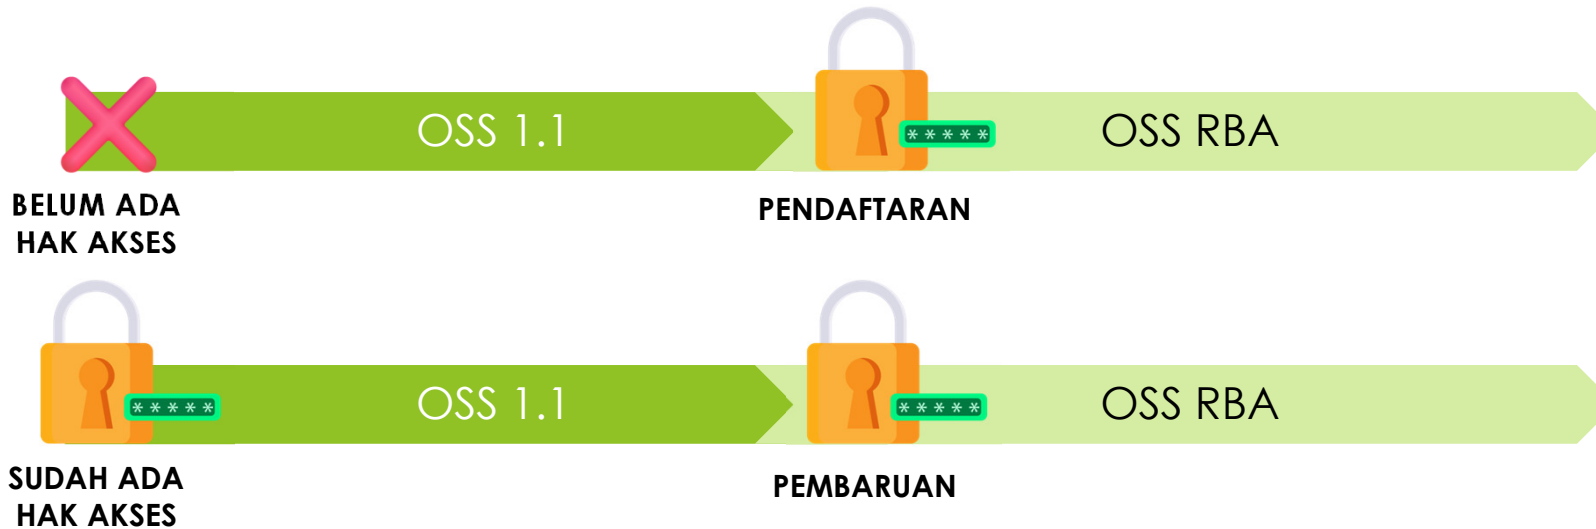 OSS 1.1
* * * * *
OSS RBA
BELUM ADA
HAK AKSES
PENDAFTARAN
* * * * *
OSS 1.1
* * * * *
OSS RBA
SUDAH ADA
HAK AKSES
PEMBARUAN